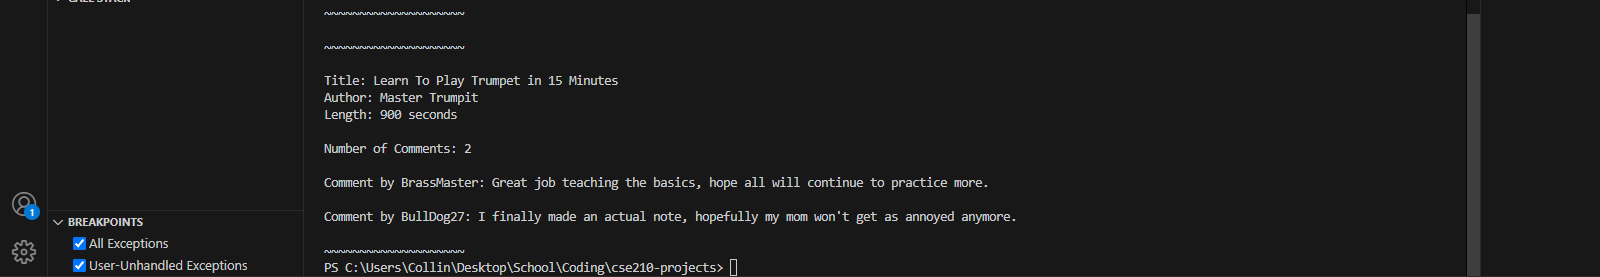 CALL STACK
~~~~~~~~~~~~~~~~~~~~
~~~~~~~~~~~~~~~~~~~~
Title: Learn To Play Trumpet in 15 Minutes
Author: Master Trumpit
Length: 900 seconds
Number of Comments: 2
Comment by BrassMaster: Great job teaching the basics, hope all will continue to practice more.
Comment by BullDog27: I finally made an actual note, hopefully my mom won't get as annoyed anymore.
~~~~~~~~~~~~~~~~~~~~
PS C:\Users\Collin\Desktop\School\Coding\cse210-projects>
1
BREAKPOINTS
All Exceptions
User-Unhandled Exceptions